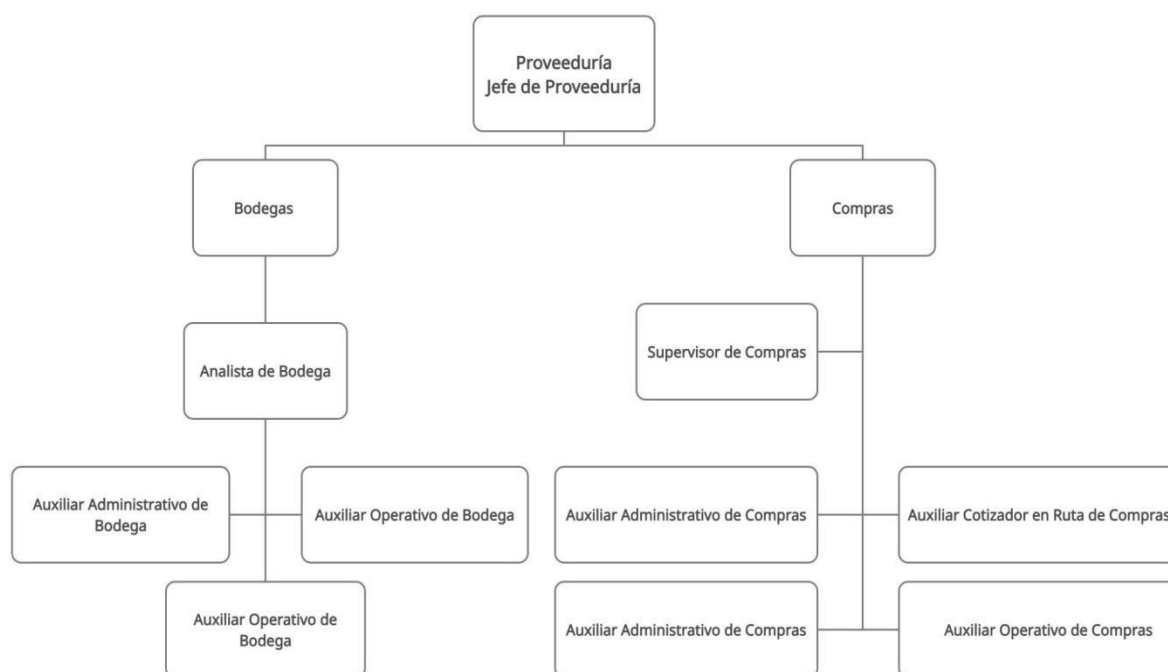 Proveeduría
Jefe de Proveeduría
Bodegas
Compras
Supervisor de Compras
Analista de Bodega
Auxiliar Administrativo de
Bodega
Auxiliar Operativo de Bodega
Auxiliar Administrativo de Compras
Auxiliar Cotizador en Ruta de Compras
Auxiliar Operativo de
Bodega
Auxiliar Administrativo de Compras
Auxiliar Operativo de Compras